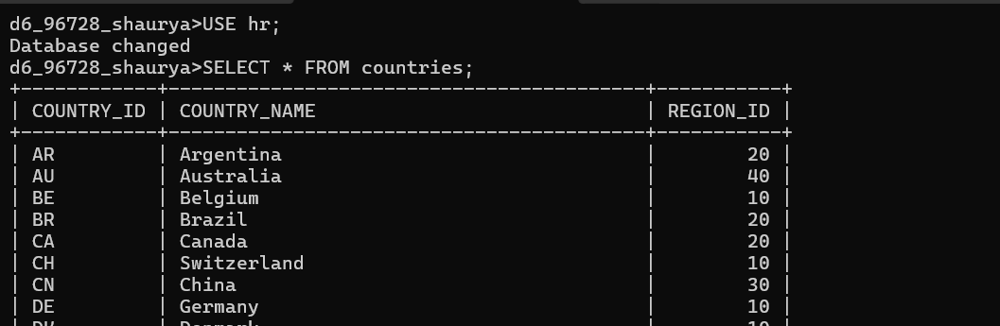 d6_96728_shaurya>USE hr;
Database changed
d6_96728_shaurya>SELECT * FROM countries;
+------------+------------------------------------------+-----------+
| COUNTRY_ID | COUNTRY_NAME | REGION_ID |
+------------+------------------------------------------+-----------+
| AR | Argentina | 20 |
| AU | Australia | 40 |
| BE | Belgium | 10 |
| BR | Brazil | 20 |
| CA | Canada | 20 |
| CH | Switzerland | 10 |
| CN | China | 30 |
| DE | Germany | 10 |